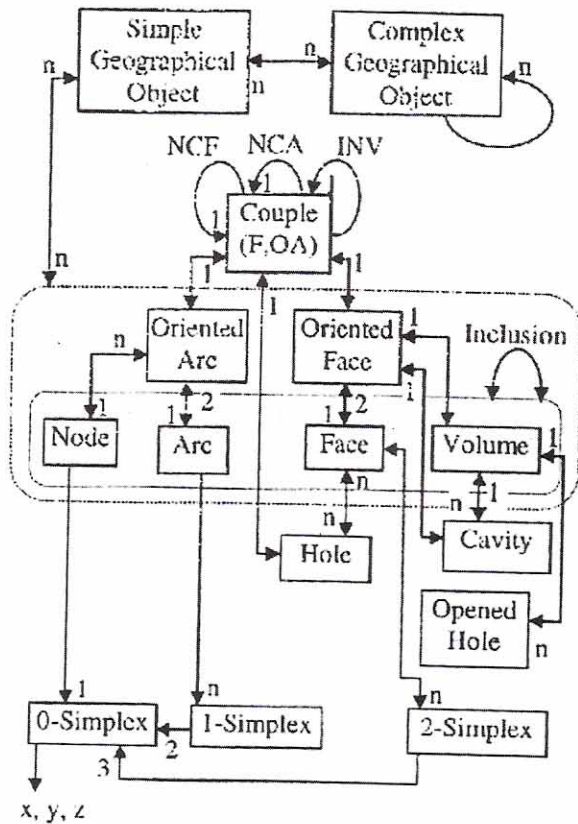 Simple
Geographical
Object
Complex
Geographical
Object
n
n
n
n
NCF
NCA
INV
1
1
Couple
(F,OA)
1
1
1
n
Oriented
Arc
Oriented
Face
1
Inclusion
n
1
1
2
1
2
1
Node
Arc
Face
Volume
1
n
n
1
n
Hole
Cavity
Opened
Hole
n
1
n
n
0-Simplex
1-Simplex
2-Simplex
2
3
x, y, z